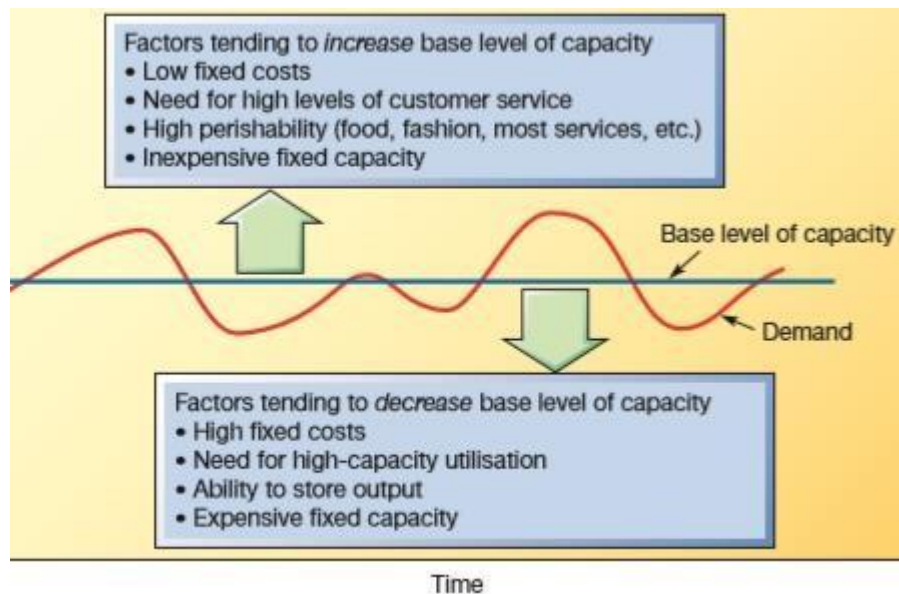 Factors tending to increase base level of capacity
• Low fixed costs
• Need for high levels of customer service
• High perishability (food, fashion, most services, etc.)
• Inexpensive fixed capacity
Base level of capacity
Demand
Factors tending to decrease base level of capacity
• High fixed costs
• Need for high-capacity utilisation
• Ability to store output
• Expensive fixed capacity
Time